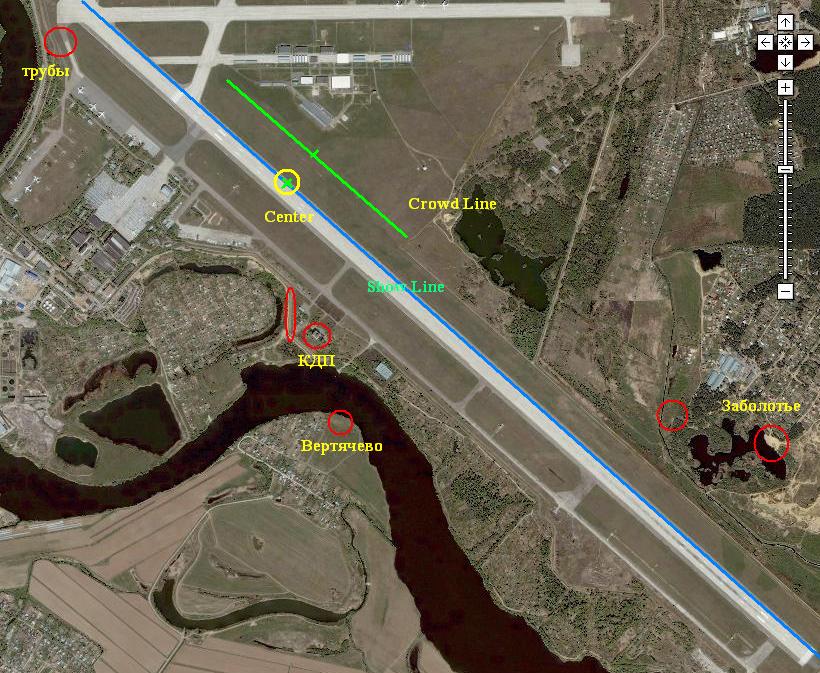 трубы
Center
Crowd Line
Show Line
КДП
Заболотье
Вертячево